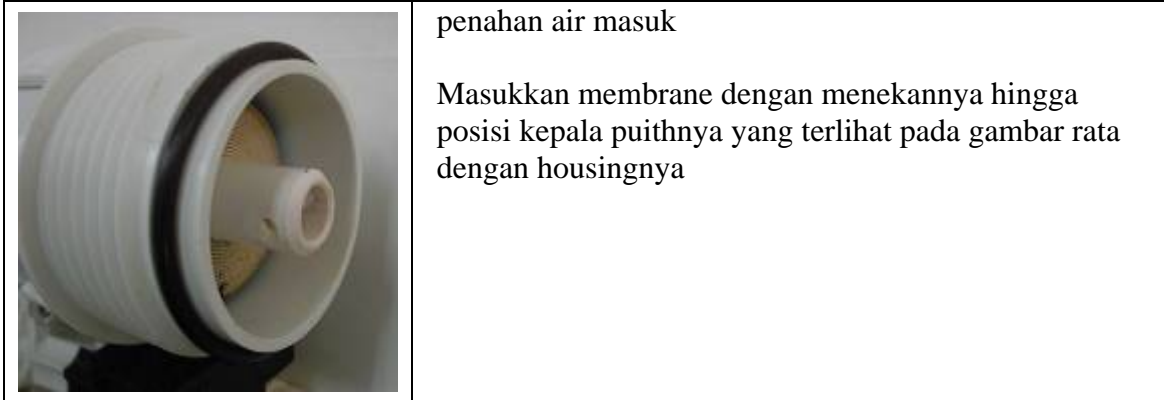 penahan air masuk
Masukkan membrane dengan menekannya hingga
posisi kepala puithnya yang terlihat pada gambar rata
dengan housingnya